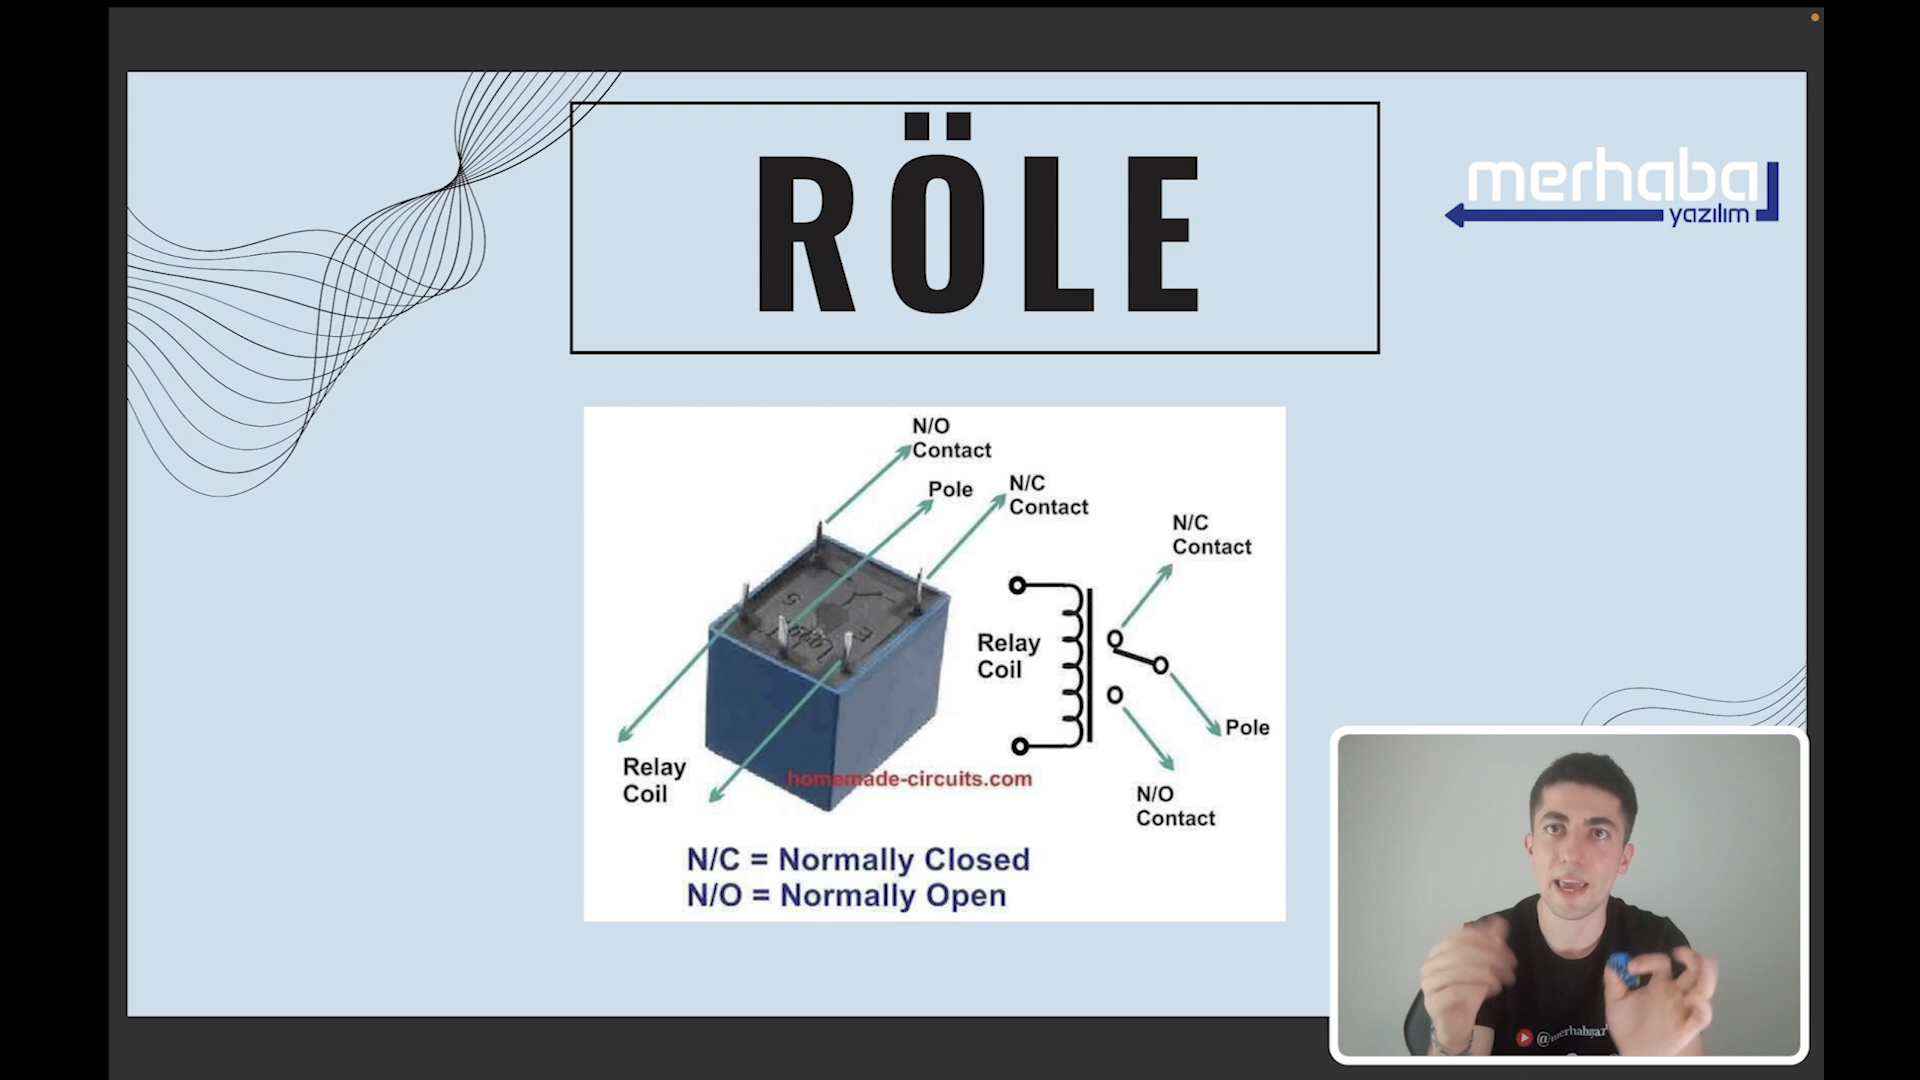 RÖLE
merhaba
yazılım
N/O
Contact
Pole
N/C
Contact
N/C
Contact
Relay
Coil
Pole
Relay
Coil
homemade-circuits.com
N/O
Contact
N/C = Normally Closed
N/O = Normally Open